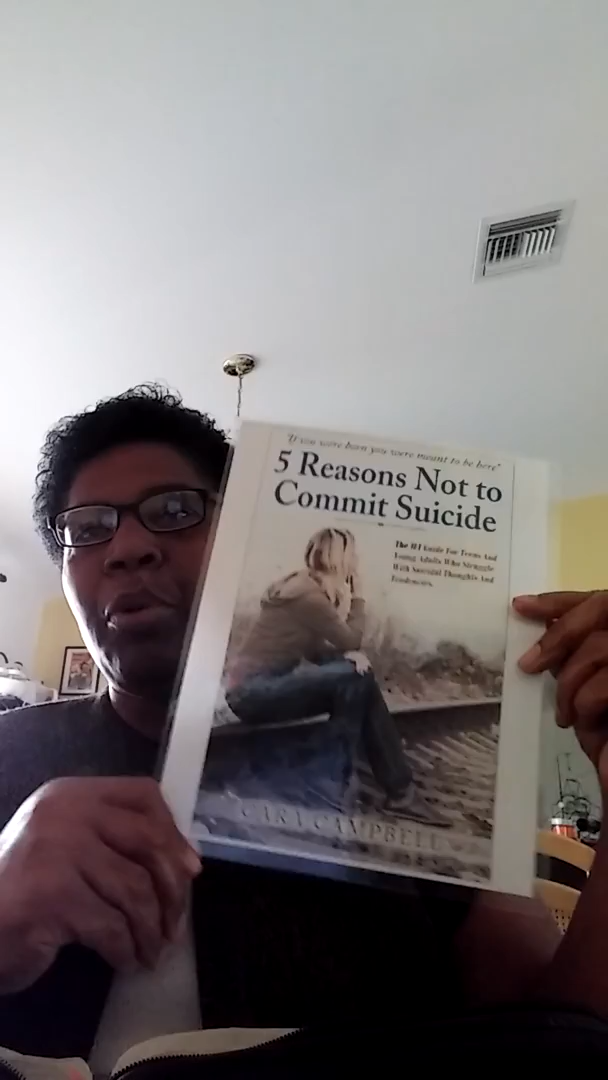 "If you were born you were meant to be here"
5 Reasons Not to
Commit Suicide
The #1 Guide For Teens And
Young Adults Who Struggle
With Suicidal Thoughts And
Tendencies.
CARA CAMPBELL